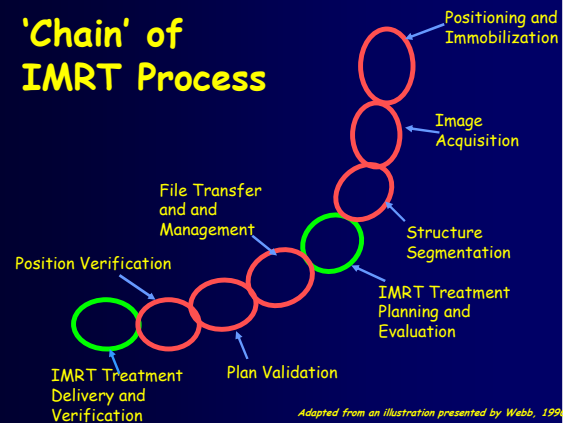 ‘Chain’ of
IMRT Process
Positioning and
Immobilization
Image
Acquisition
Structure
Segmentation
IMRT Treatment
Planning and
Evaluation
File Transfer
and and
Management
Plan Validation
Position Verification
IMRT Treatment
Delivery and
Verification
Adapted from an illustration presented by Webb,